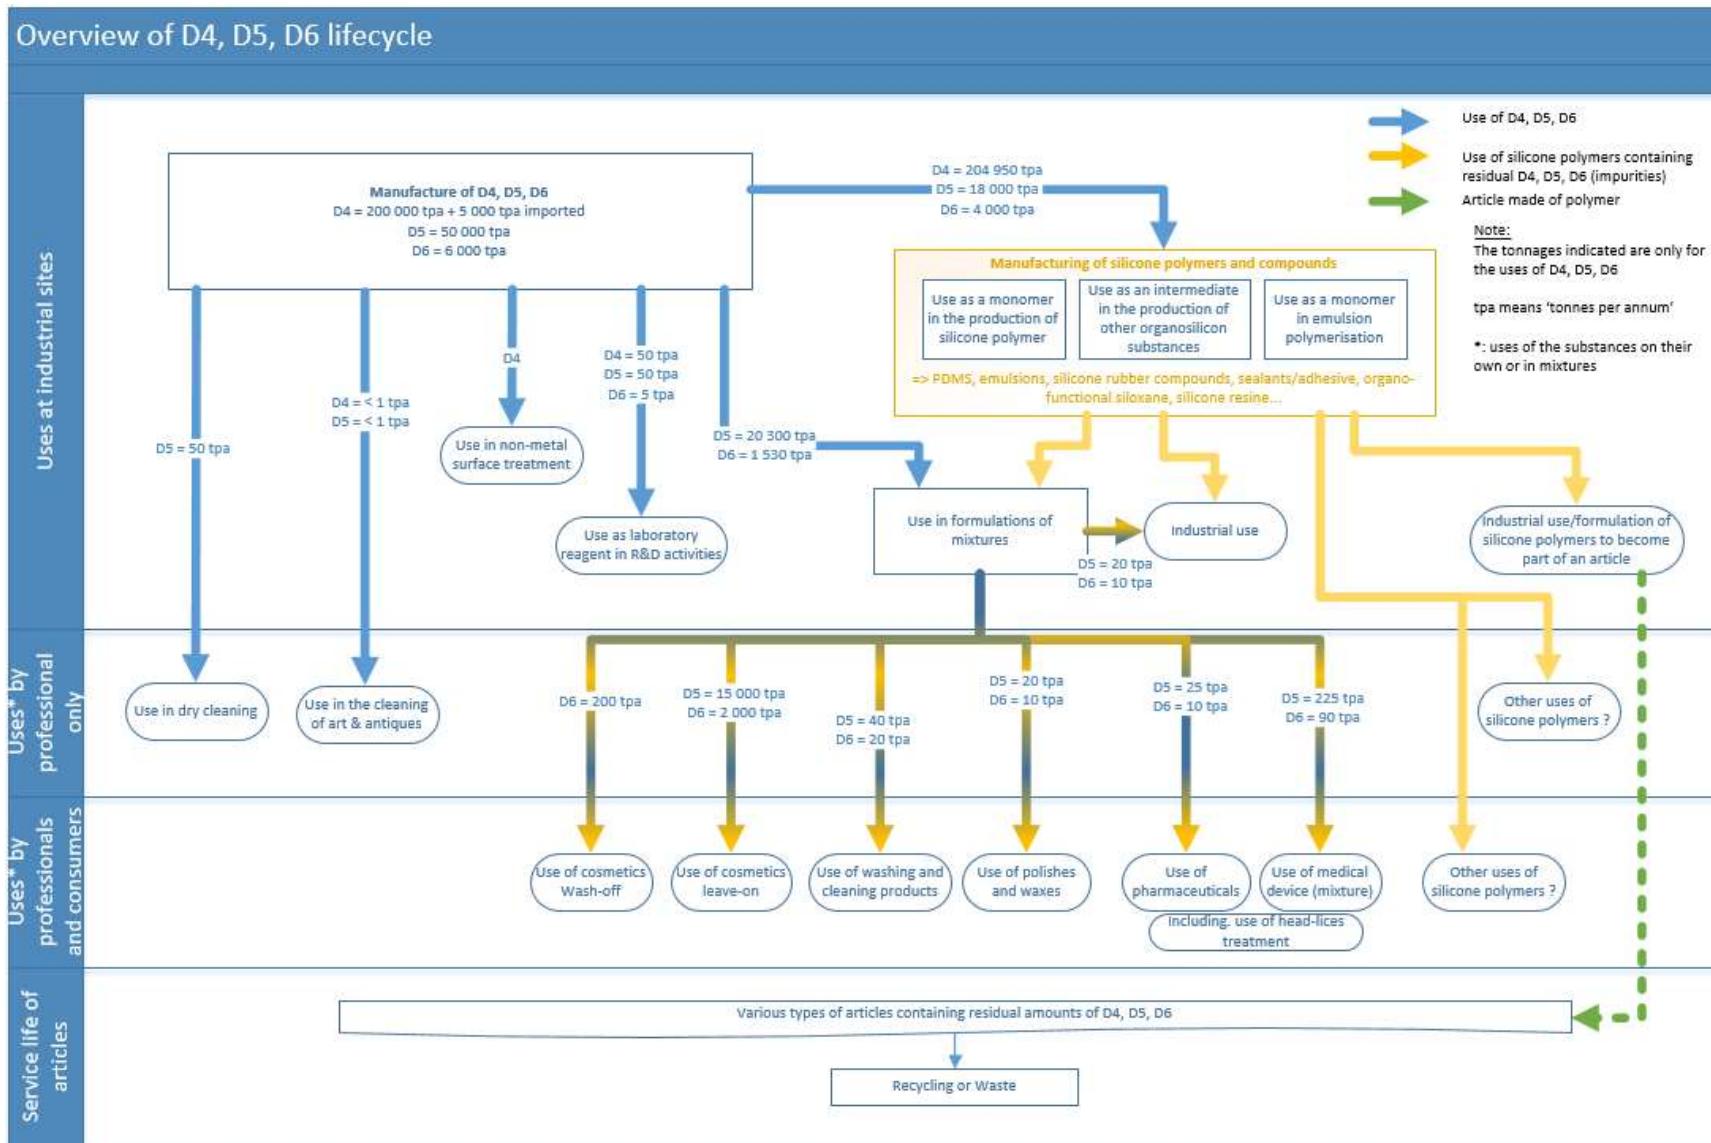 Overview of D4, D5, D6 lifecycle
Uses at industrial sites
Use of D4, D5, D6
Use of silicone polymers containing
residual D4, D5, D6 (impurities)
Article made of polymer
Note:
The tonnages indicated are only for
the uses of D4, D5, D6
tpa means ‘tonnes per annum’
*: uses of the substances on their
own or in mixtures
Manufacture of D4, D5, D6
D4 = 200 000 tpa + 5 000 tpa imported
D5 = 50 000 tpa
D6 = 6 000 tpa
D4 = 204 950 tpa
D5 = 18 000 tpa
D6 = 4 000 tpa
Manufacturing of silicone polymers and compounds
Use as a monomer
in the production of
silicone polymer
Use as an intermediate
in the production of
other organosilicon
substances
Use as a monomer
in emulsion
polymerisation
=> PDMS, emulsions, silicone rubber compounds, sealants/adhesive, organo-
functional siloxane, silicone resine...
D5 = 50 tpa
D4 = < 1 tpa
D5 = < 1 tpa
D4
D4 = 50 tpa
D5 = 50 tpa
D6 = 5 tpa
D5 = 20 300 tpa
D6 = 1 530 tpa
Use in non-metal
surface treatment
Use as laboratory
reagent in R&D activities
Use in formulations of
mixtures
D5 = 20 tpa
D6 = 10 tpa
Industrial use
Industrial use/formulation of
silicone polymers to become
part of an article
Uses* by
professional
only
Use in dry cleaning
Use in the cleaning
of art & antiques
D6 = 200 tpa
D5 = 15 000 tpa
D6 = 2 000 tpa
D5 = 40 tpa
D6 = 20 tpa
D5 = 20 tpa
D6 = 10 tpa
D5 = 25 tpa
D6 = 10 tpa
D5 = 225 tpa
D6 = 90 tpa
Other uses of
silicone polymers ?
Uses* by
professionals
and consumers
Use of cosmetics
Wash-off
Use of cosmetics
leave-on
Use of washing and
cleaning products
Use of polishes
and waxes
Use of
pharmaceuticals
Use of medical
device (mixture)
Including. use of head-lices
treatment
Other uses of
silicone polymers ?
Service life of
articles
Various types of articles containing residual amounts of D4, D5, D6
Recycling or Waste